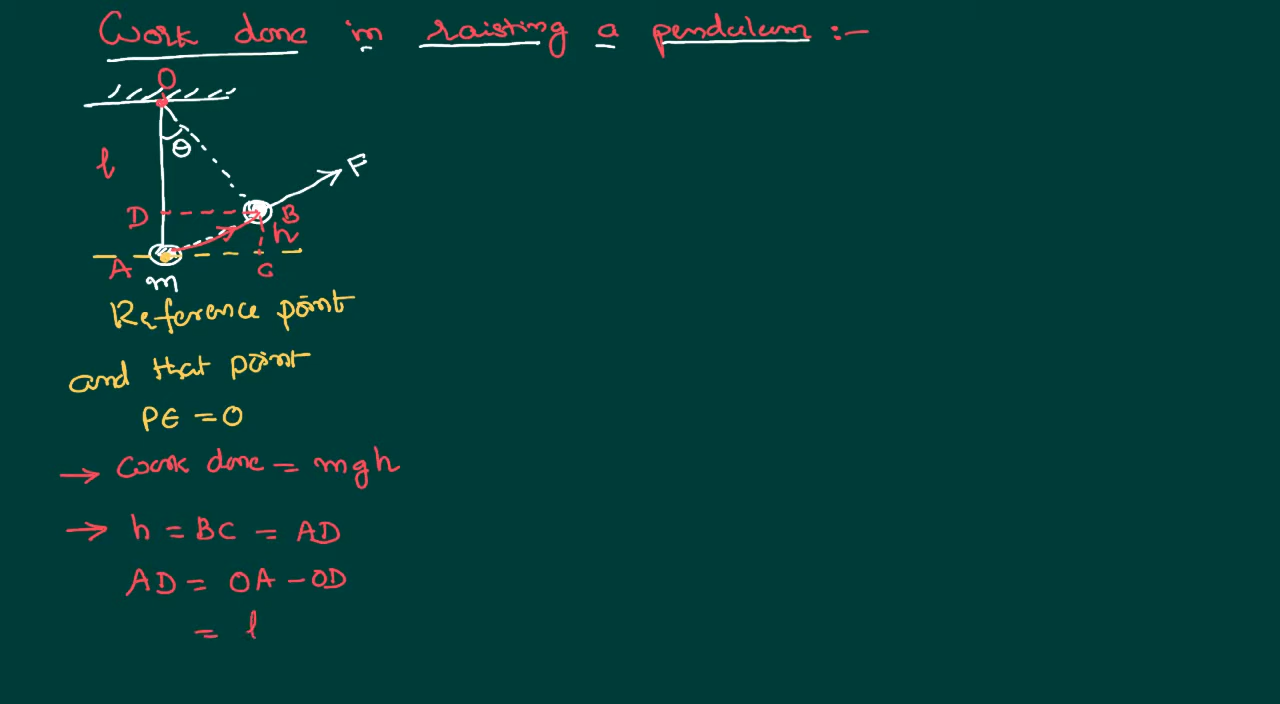 Work done in raisting a pendulum :-
O
θ
l
F
D
B
h
A
C
m
Reference point
and that point
PE = 0
→ Work done = mgh
→ h = BC = AD
AD = OA - OD
= l